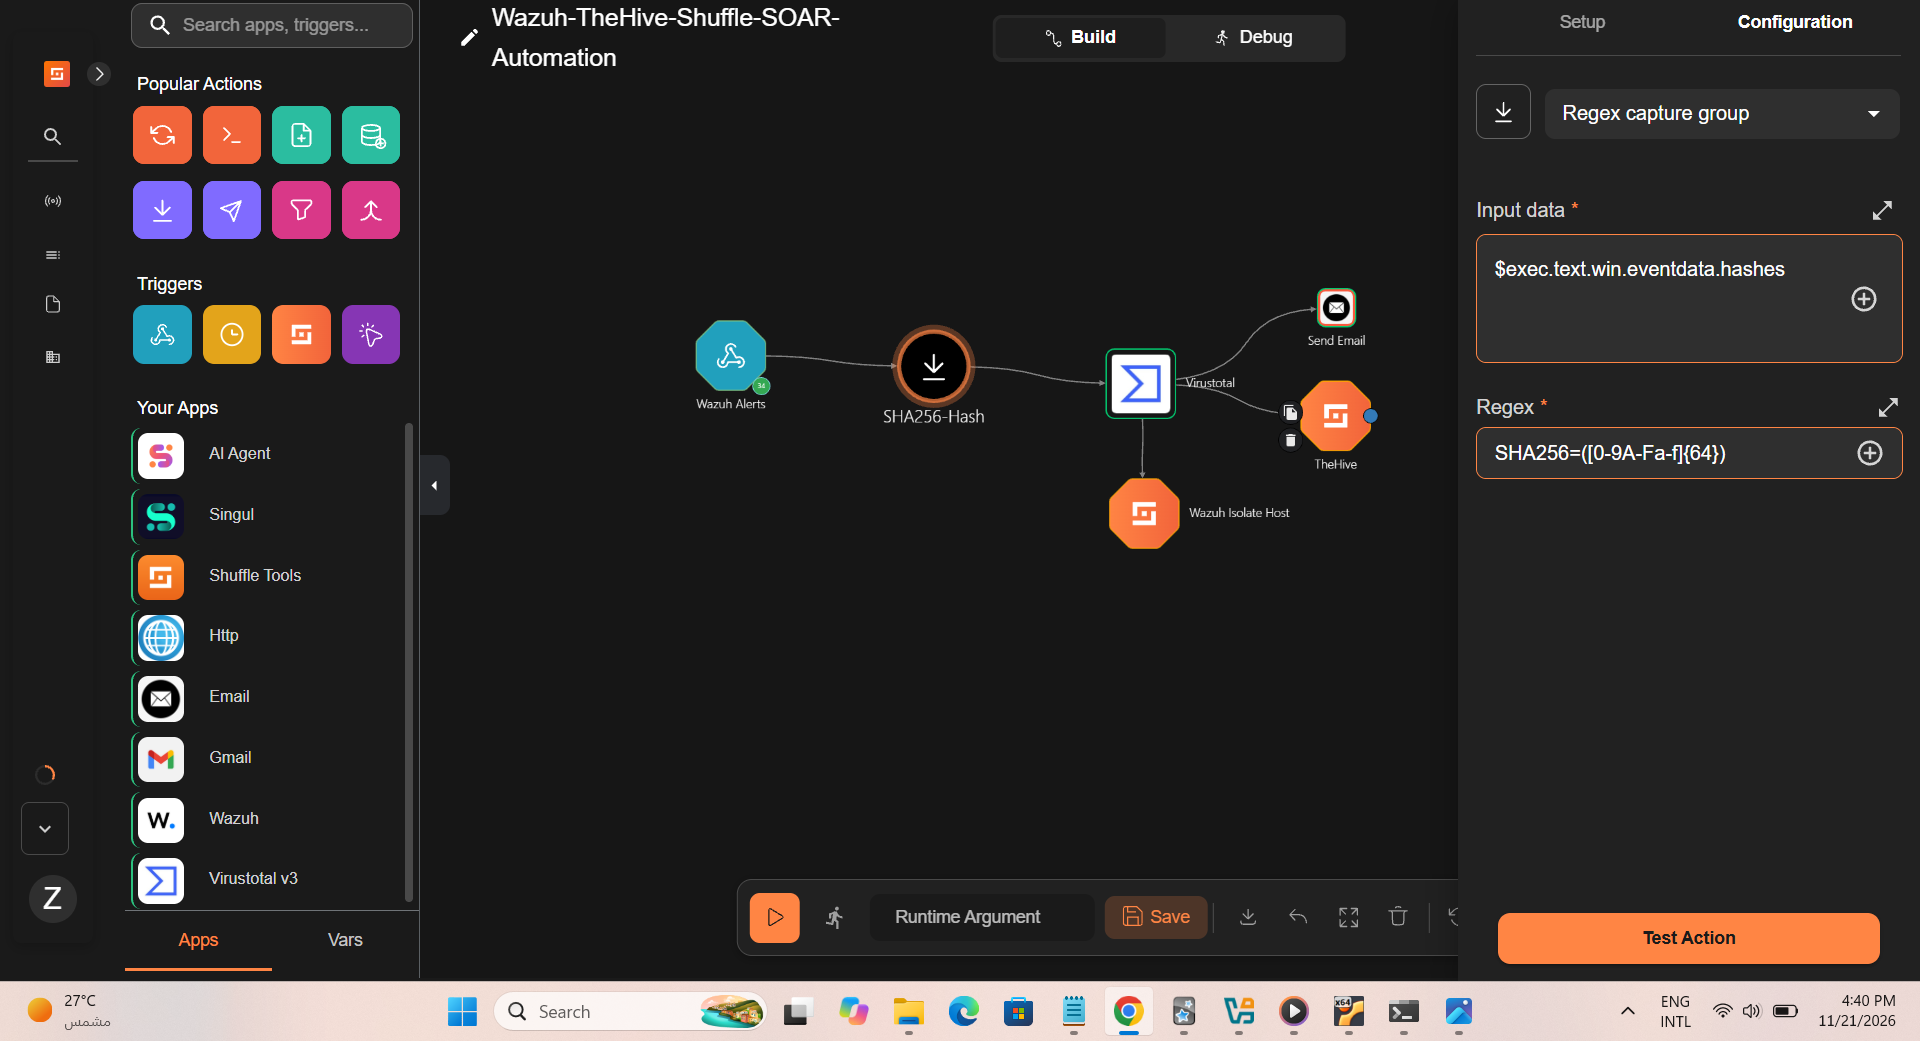 Search apps, triggers...
Popular Actions
Triggers
Your Apps
AI Agent
Singul
Shuffle Tools
Http
Email
Gmail
W.
Wazuh
Virustotal v3
Apps
Vars
Z
Wazuh-TheHive-Shuffle-SOAR-
Automation
Build
Debug
34
Wazuh Alerts
SHA256-Hash
Virustotal
Send Email
TheHive
Wazuh Isolate Host
Runtime Argument
Save
Setup
Configuration
Regex capture group
Input data *
$exec.text.win.eventdata.hashes
Regex *
SHA256=([0-9A-Fa-f]{64})
Test Action
27°C
مشمس
Search
x64
ENG
INTL
4:40 PM
11/21/2026